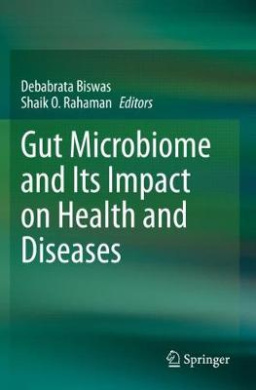 Debabrata Biswas
Shaik O. Rahaman Editors
Gut Microbiome
and Its Impact
on Health and
Diseases
Springer